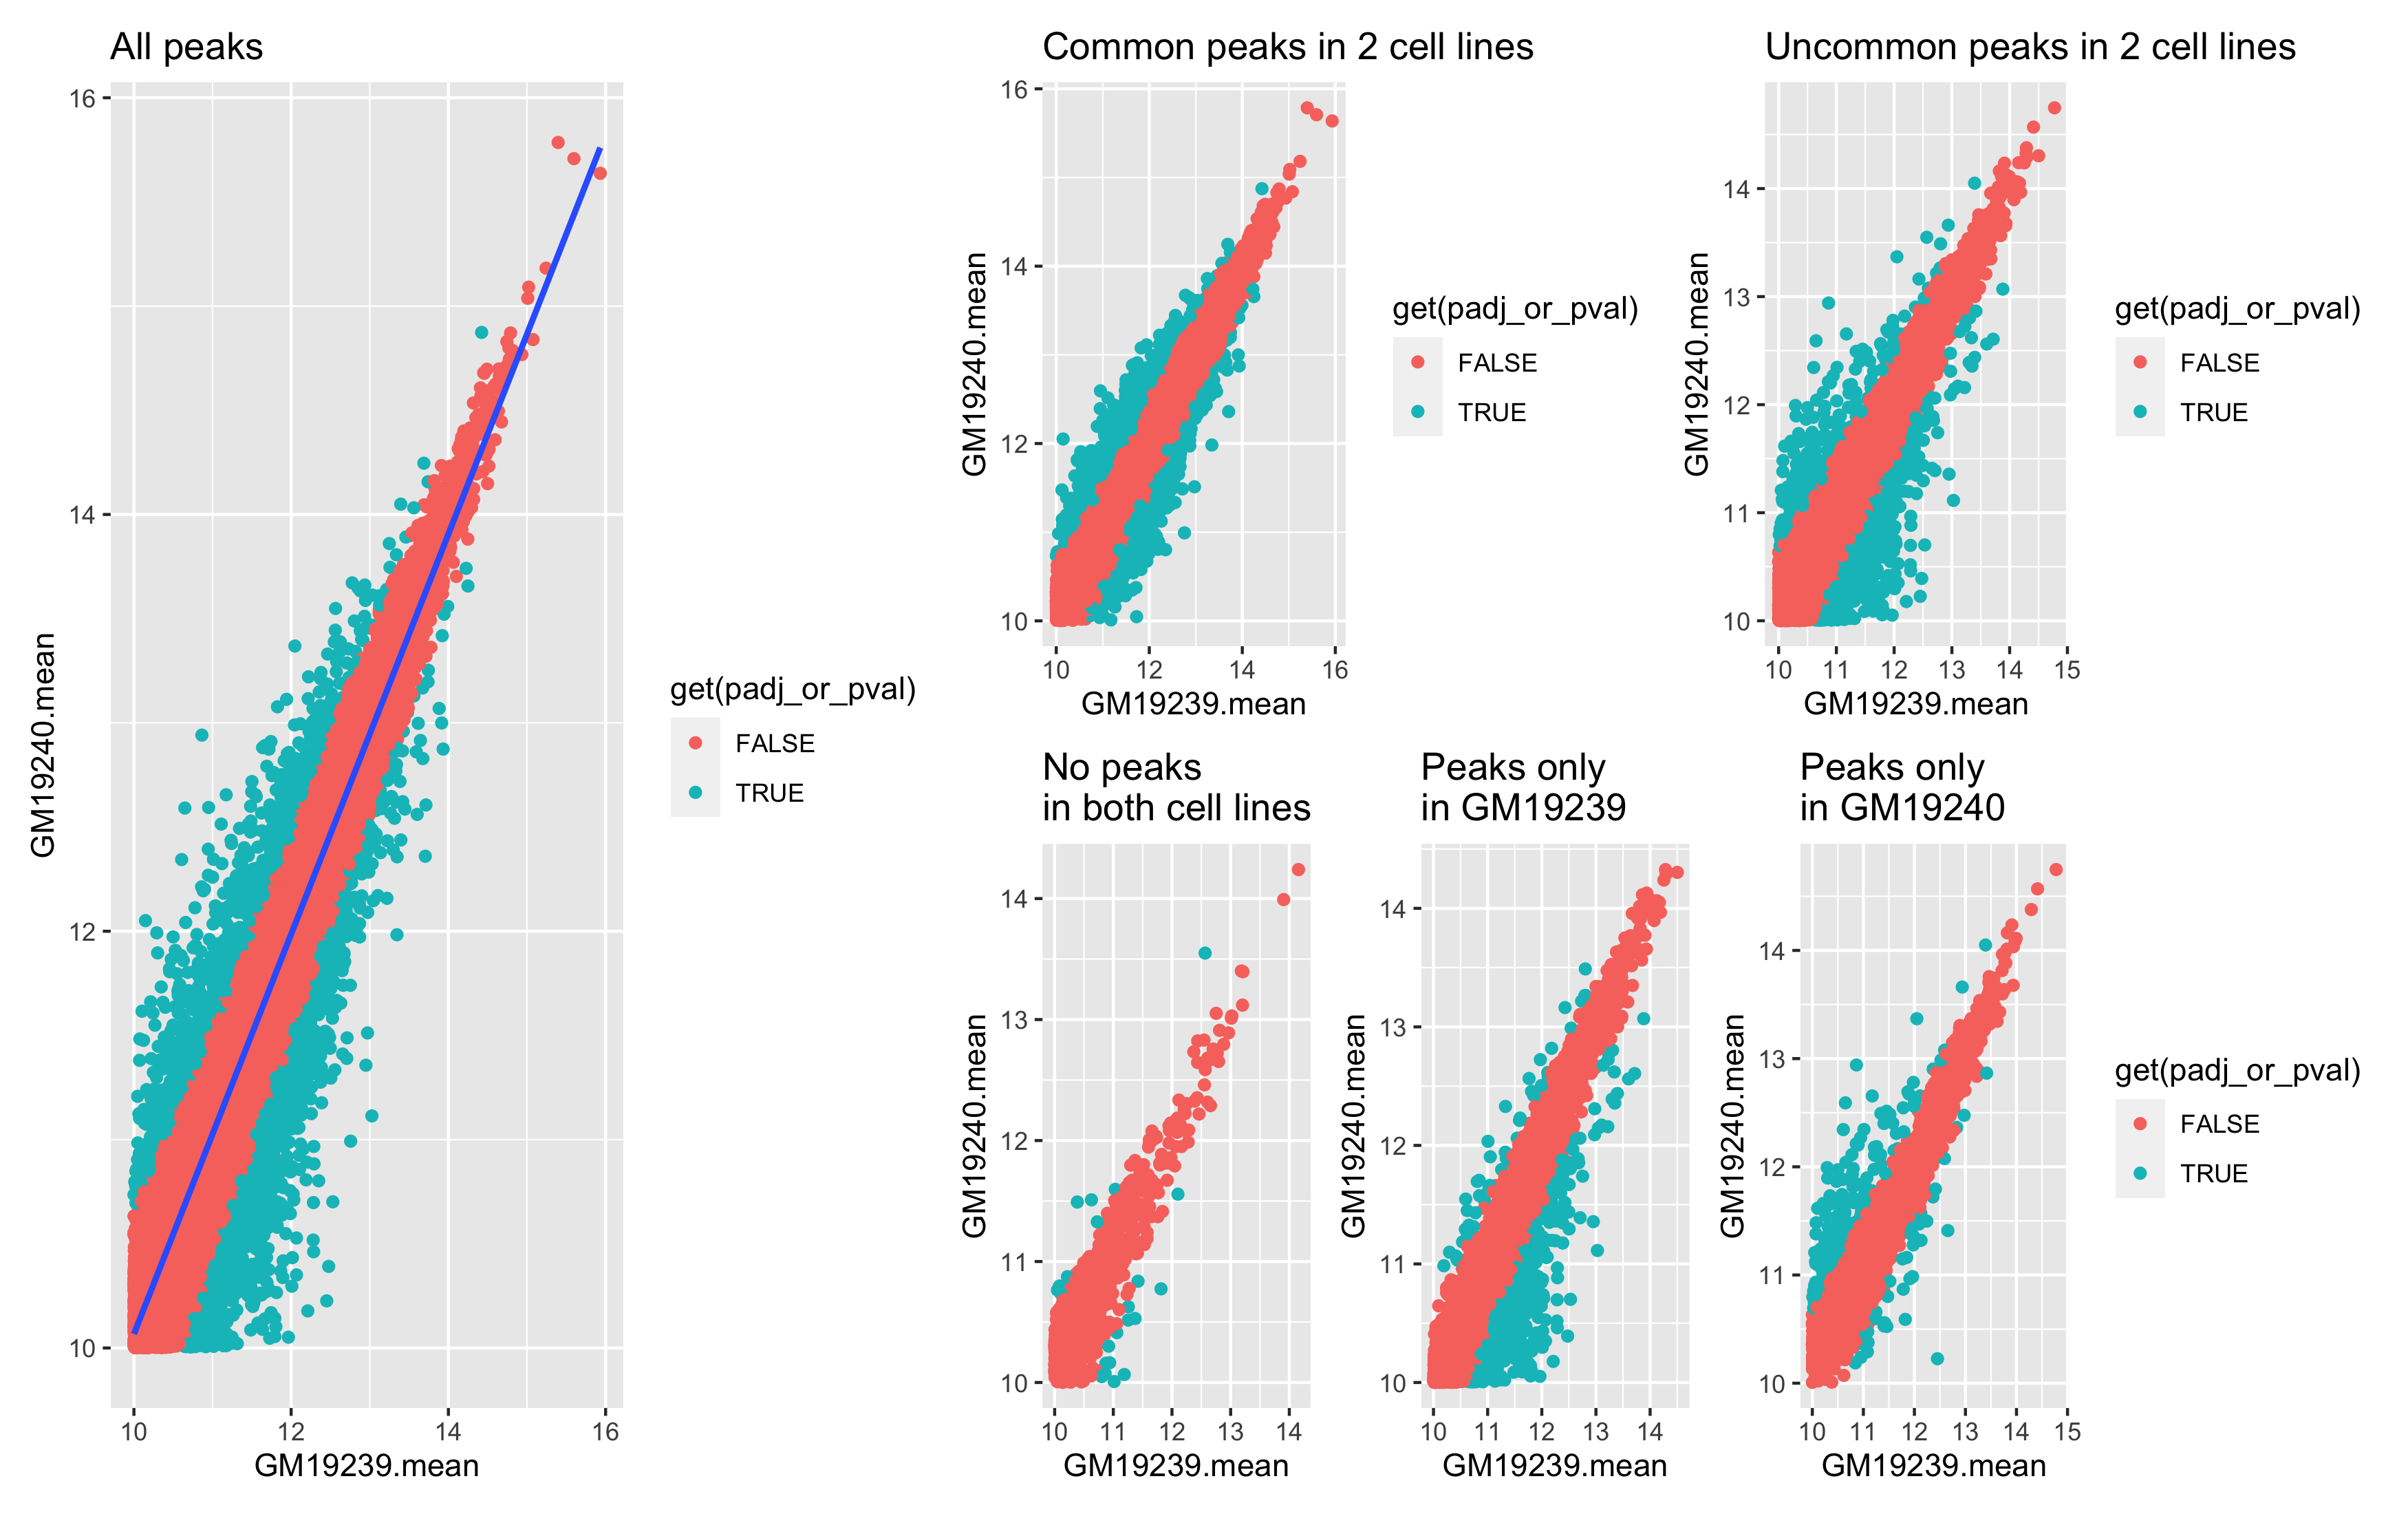 All peaks
16
14
12
10
GM19240.mean
10 12 14 16
GM19239.mean
get(padj_or_pval)
FALSE
TRUE
Common peaks in 2 cell lines
16
14
12
10
GM19240.mean
10 12 14 16
GM19239.mean
get(padj_or_pval)
FALSE
TRUE
Uncommon peaks in 2 cell lines
14
13
12
11
10
GM19240.mean
10 11 12 13 14 15
GM19239.mean
get(padj_or_pval)
FALSE
TRUE
No peaks
in both cell lines
14
13
12
11
10
GM19240.mean
10 11 12 13 14
GM19239.mean
Peaks only
in GM19239
14
13
12
11
10
GM19240.mean
10 11 12 13 14
GM19239.mean
Peaks only
in GM19240
14
13
12
11
10
GM19240.mean
10 11 12 13 14 15
GM19239.mean
get(padj_or_pval)
FALSE
TRUE